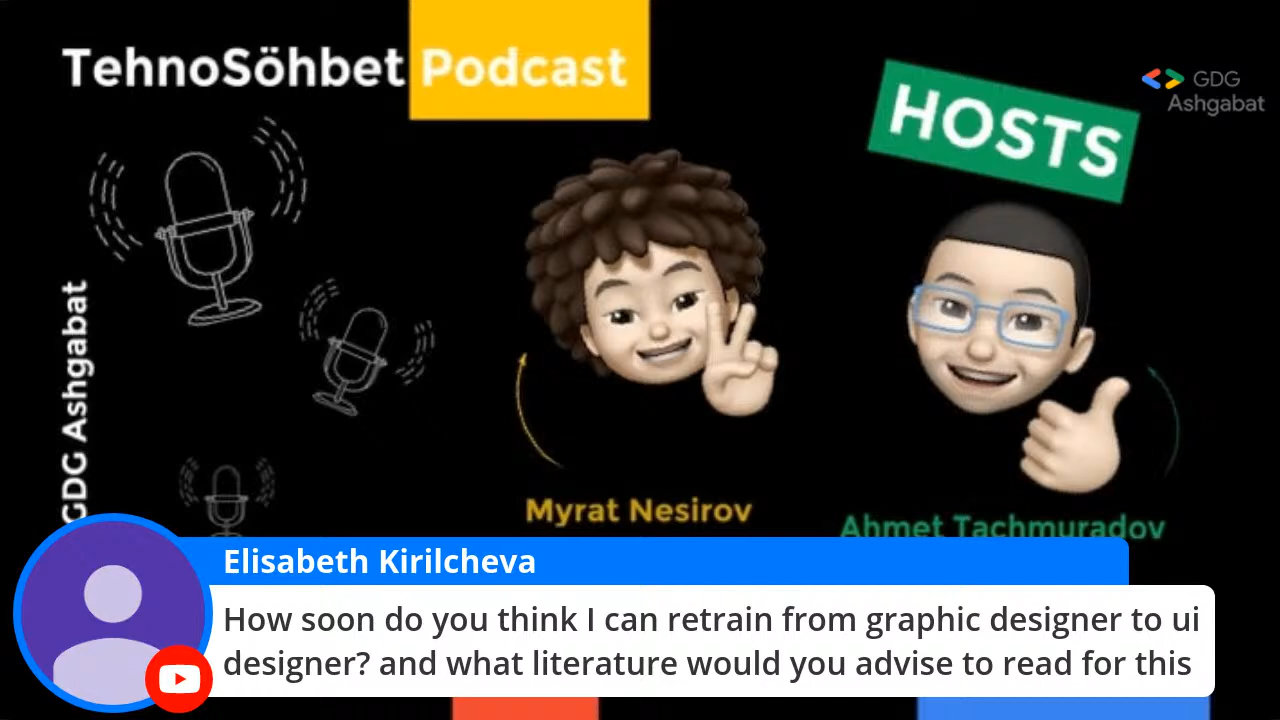 TehnoSöhbet Podcast
HOSTS
GDG
Ashgabat
GDG Ashgabat
Myrat Nesirov
Ahmet Tachmuradov
Elisabeth Kirilcheva
How soon do you think I can retrain from graphic designer to ui
designer? and what literature would you advise to read for this